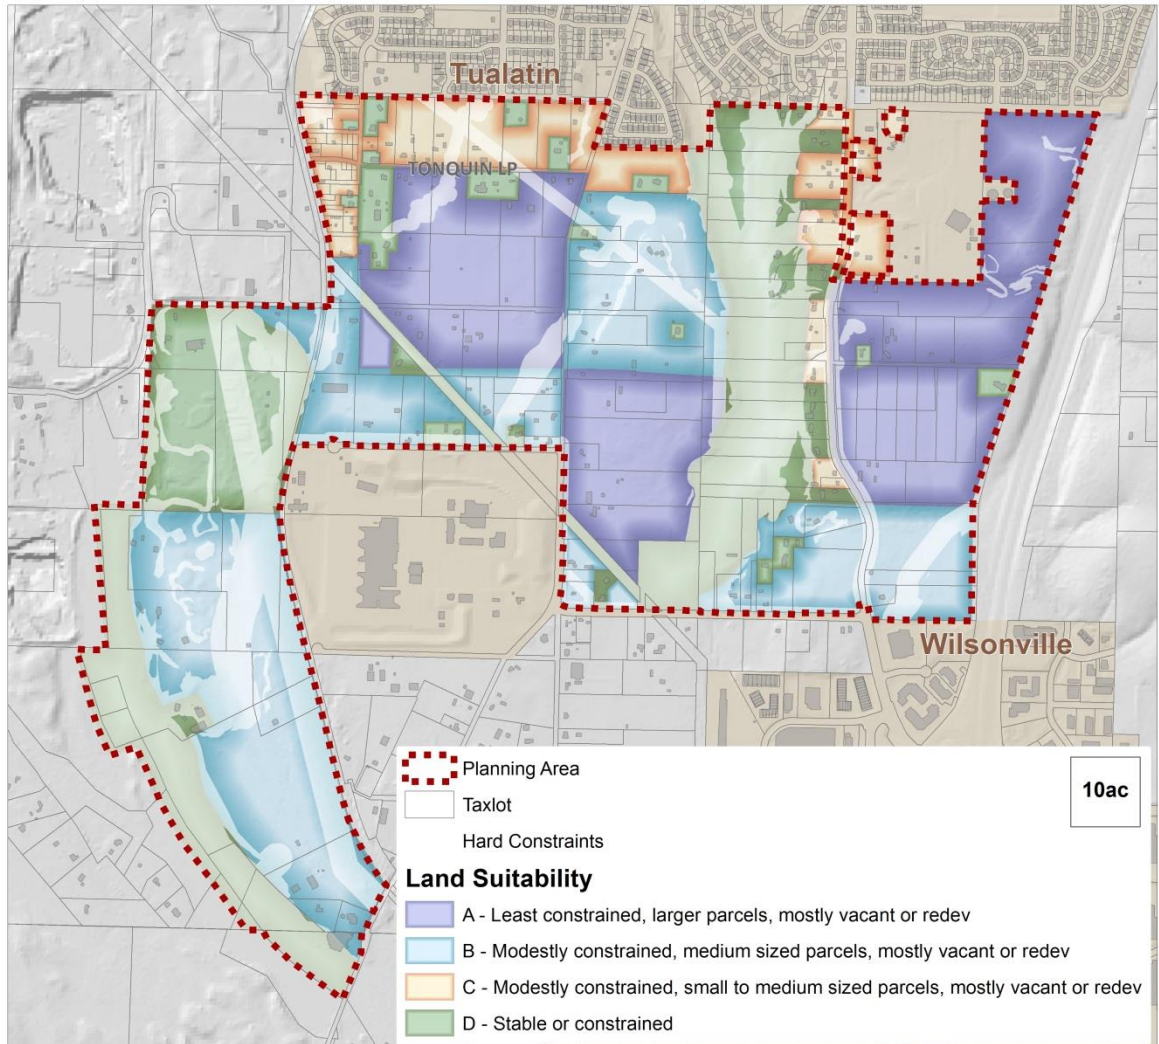 Tualatin
TONQUIN LP
Wilsonville
Planning Area
10ac
Taxlot
Hard Constraints
Land Suitability
A - Least constrained, larger parcels, mostly vacant or redev
B - Modestly constrained, medium sized parcels, mostly vacant or redev
C - Modestly constrained, small to medium sized parcels, mostly vacant or redev
D - Stable or constrained